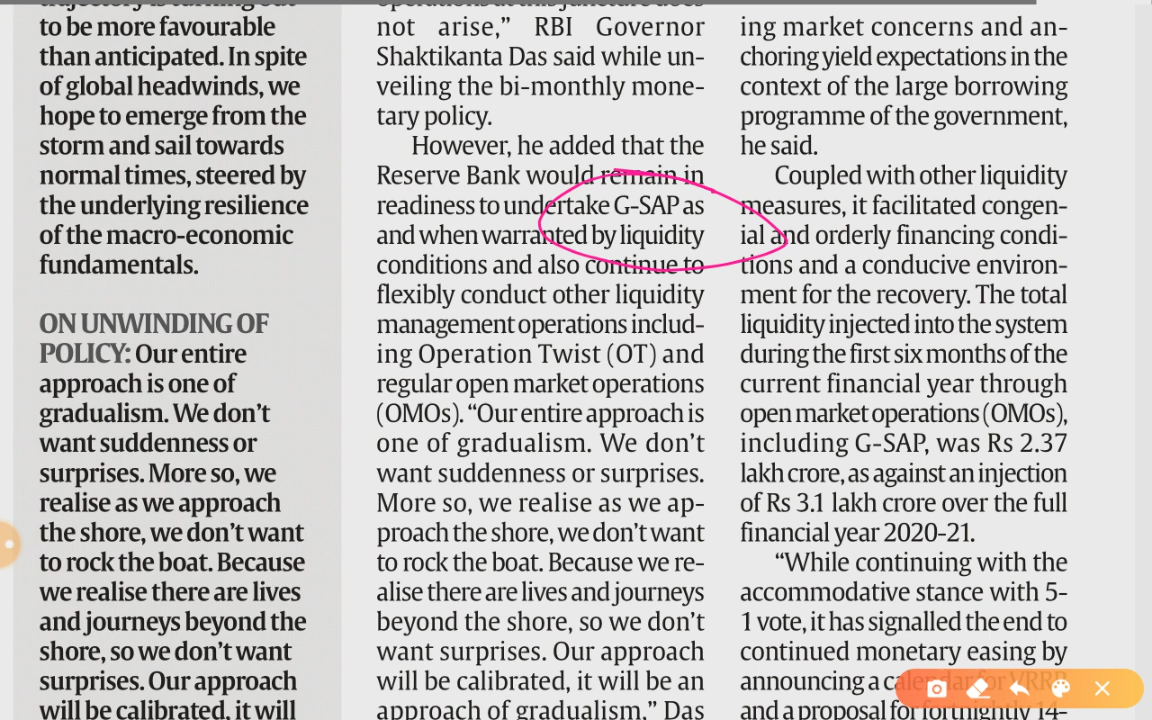 to be more favourable
than anticipated. In spite
of global headwinds, we
hope to emerge from the
storm and sail towards
normal times, steered by
the underlying resilience
of the macro-economic
fundamentals.
ON UNWINDING OF
POLICY: Our entire
approach is one of
gradualism. We don't
want suddenness or
surprises. More so, we
realise as we approach
the shore, we don't want
to rock the boat. Because
we realise there are lives
and journeys beyond the
shore, so we don't want
surprises. Our approach
will be calibrated, it will
not arise,” RBI Governor
Shaktikanta Das said while un-
veiling the bi-monthly mone-
tary policy.
However, he added that the
Reserve Bank would remain in
readiness to undertake G-SAP as
and when warranted by liquidity
conditions and also continue to
flexibly conduct other liquidity
management operations includ-
ing Operation Twist (OT) and
regular open market operations
(OMOs). “Our entire approach is
one of gradualism. We don't
want suddenness or surprises.
More so, we realise as we ap-
proach the shore, we don't want
to rock the boat. Because we re-
alise there are lives and journeys
beyond the shore, so we don't
want surprises. Our approach
will be calibrated, it will be an
approach of gradualism,” Das
ing market concerns and an-
choring yield expectations in the
context of the large borrowing
programme of the government,
he said.
Coupled with other liquidity
measures, it facilitated congen-
ial and orderly financing condi-
tions and a conducive environ-
ment for the recovery. The total
liquidity injected into the system
during the first six months of the
current financial year through
open market operations (OMOs),
including G-SAP, was Rs 2.37
lakh crore, as against an injection
of Rs 3.1 lakh crore over the full
financial year 2020-21.
“While continuing with the
accommodative stance with 5-
1 vote, it has signalled the end to
continued monetary easing by
announcing a calendar for VRRR
and a proposal for fortnightly 14-